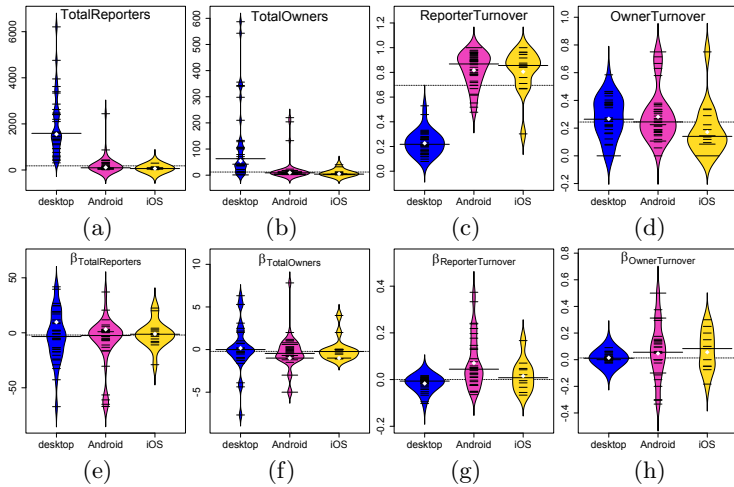 TotalReporters
6000
4000
2000
0
desktop Android iOS
(a)
TotalOwners
600
500
400
300
200
100
0
desktop Android iOS
(b)
ReporterTurnover
1.2
1.0
0.8
0.6
0.4
0.2
0.0
desktop Android iOS
(c)
OwnerTurnover
1.0
0.8
0.6
0.4
0.2
0.0
-0.2
desktop Android iOS
(d)
βTotalReporters
50
0
-50
desktop Android iOS
(e)
βTotalOwners
10
5
0
-5
desktop Android iOS
(f)
βReporterTurnover
0.4
0.2
0.0
-0.2
desktop Android iOS
(g)
βOwnerTurnover
0.8
0.6
0.4
0.2
0.0
-0.4
desktop Android iOS
(h)